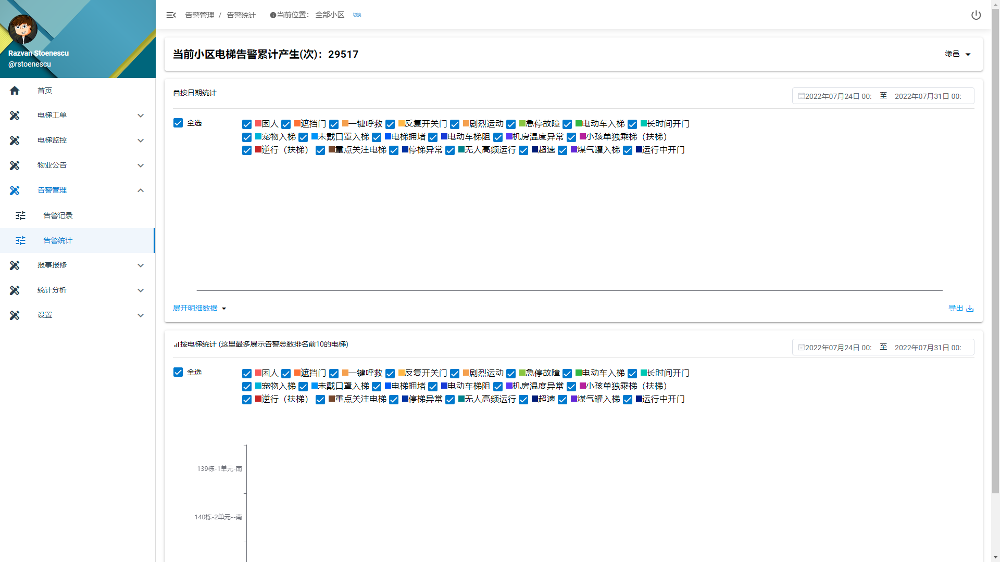 Razvan Stoenescu
@rstoenescu
首页
电梯工单
电梯监控
物业公告
告警管理
告警记录
告警统计
报事报修
统计分析
设置
告警管理 / 告警统计 当前位置： 全部小区 切换
当前小区电梯告警累计产生(次)：29517 缘邑
按日期统计 2022年07月24日 00: 至 2022年07月31日 00:
全选 困人 遮挡门 一键呼救 反复开关门 剧烈运动 急停故障 电动车入梯 长时间开门
宠物入梯 未戴口罩入梯 电梯拥堵 电动车梯阻 机房温度异常 小孩单独乘梯（扶梯）
逆行（扶梯） 重点关注电梯 停梯异常 无人高频运行 超速 煤气罐入梯 运行中开门
展开明细数据 导出
按电梯统计 (这里最多展示告警总数排名前10的电梯) 2022年07月24日 00: 至 2022年07月31日 00:
全选 困人 遮挡门 一键呼救 反复开关门 剧烈运动 急停故障 电动车入梯 长时间开门
宠物入梯 未戴口罩入梯 电梯拥堵 电动车梯阻 机房温度异常 小孩单独乘梯（扶梯）
逆行（扶梯） 重点关注电梯 停梯异常 无人高频运行 超速 煤气罐入梯 运行中开门
139栋-1单元-南
140栋-2单元--南